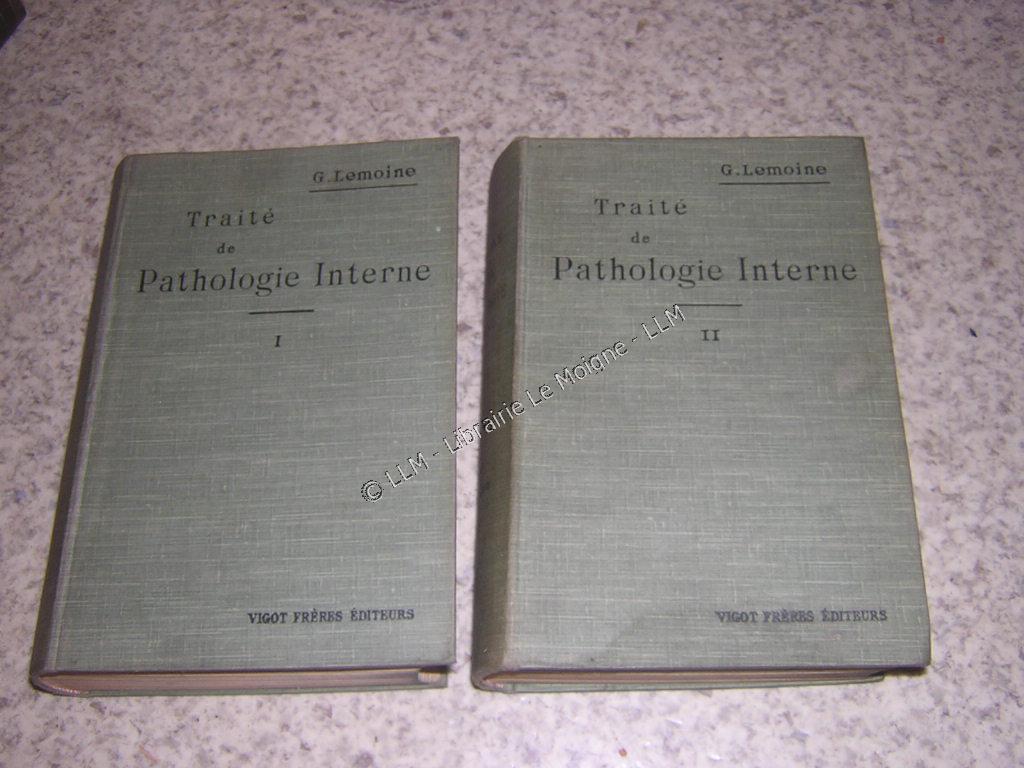 G. Lemoine
Traité
de
Pathologie Interne
I
VIGOT FRÈRES ÉDITEURS
G. Lemoine
Traité
de
Pathologie Interne
II
VIGOT FRÈRES ÉDITEURS
© LLM - Librairie Le Moigne - LLM